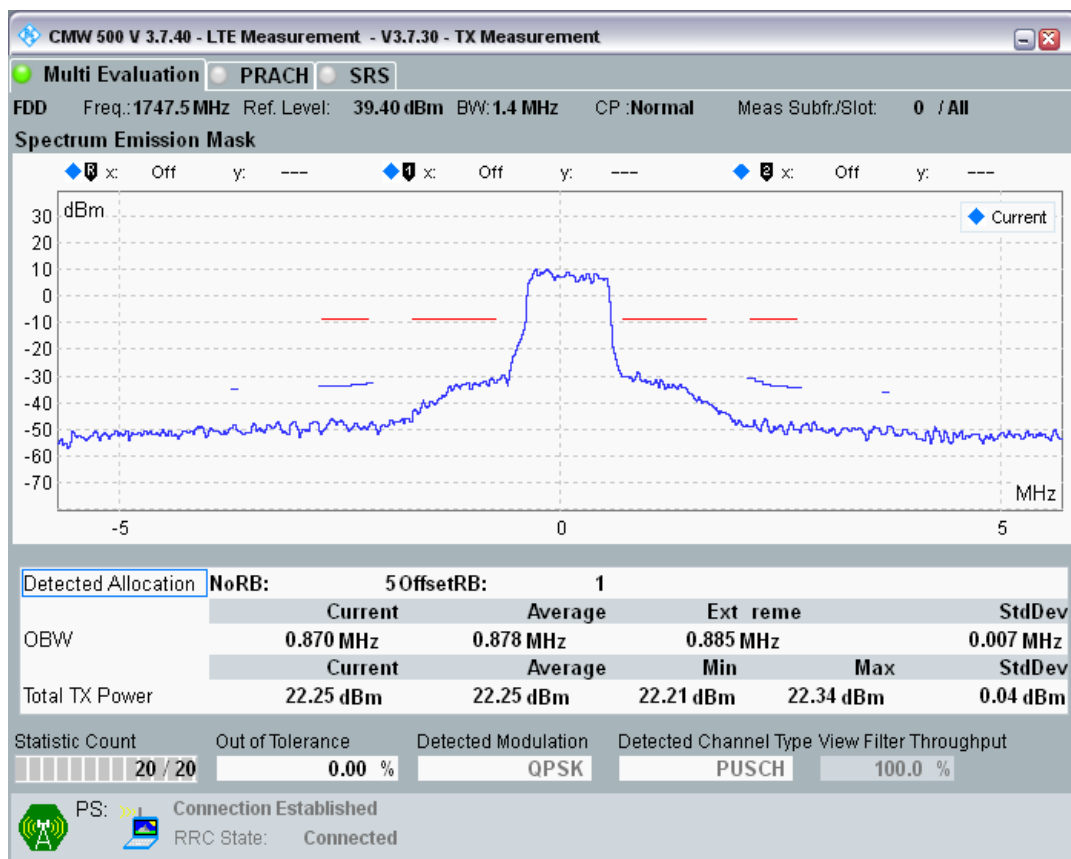 CMW 500 V 3.7.40 - LTE Measurement - V3.7.30 - TX Measurement
Multi Evaluation PRACH SRS
FDD Freq.: 1747.5 MHz Ref. Level: 39.40 dBm BW: 1.4 MHz CP :Normal Meas Subfr./Slot: 0 / All
Spectrum Emission Mask
R x: Off y: --- 1 x: Off y: --- 2 x: Off y: ---
dBm
Current
30
20
10
0
-10
-20
-30
-40
-50
-60
-70
MHz
-5 0 5
Detected Allocation NoRB: 5 OffsetRB: 1
Current Average Ext reme StdDev
OBW 0.870 MHz 0.878 MHz 0.885 MHz 0.007 MHz
Current Average Min Max StdDev
Total TX Power 22.25 dBm 22.25 dBm 22.21 dBm 22.34 dBm 0.04 dBm
Statistic Count Out of Tolerance Detected Modulation Detected Channel Type View Filter Throughput
20 / 20 0.00 % QPSK PUSCH 100.0 %
PS: Connection Established
RRC State: Connected